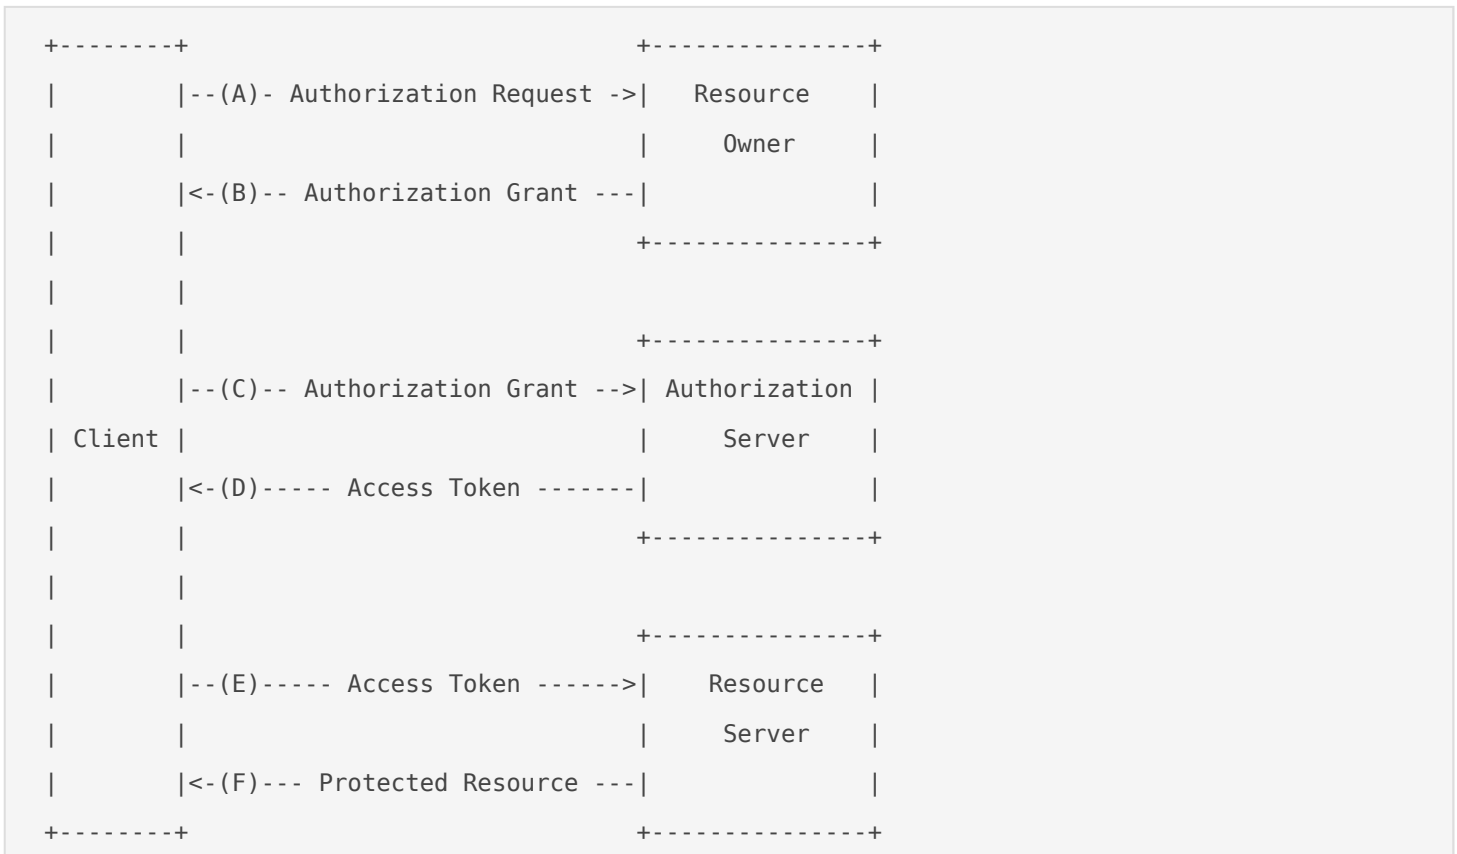 +--------+                               +---------------+
|        |--(A)- Authorization Request ->|   Resource    |
|        |                               |     Owner     |
|        |<-(B)-- Authorization Grant ---|               |
|        |                               +---------------+
|        |
|        |                               +---------------+
|        |--(C)-- Authorization Grant -->| Authorization |
| Client |                               |     Server    |
|        |<-(D)----- Access Token -------|               |
|        |                               +---------------+
|        |
|        |                               +---------------+
|        |--(E)----- Access Token ------>|    Resource   |
|        |                               |     Server    |
|        |<-(F)--- Protected Resource ---|               |
+--------+                               +---------------+